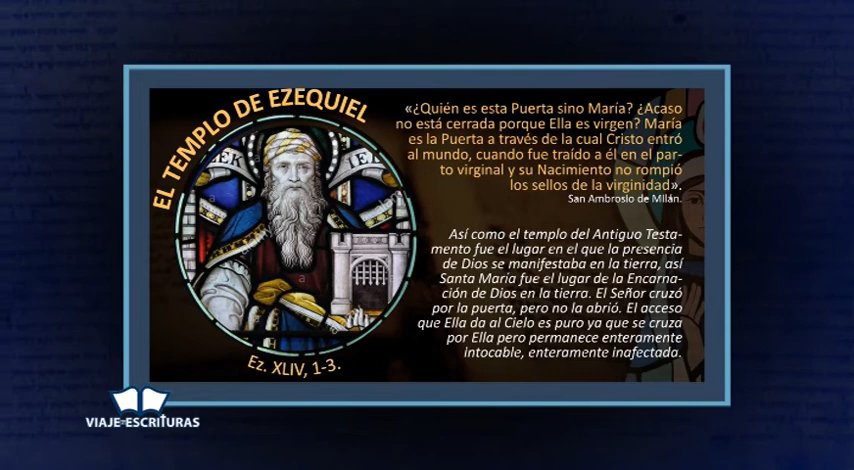 EL TEMPLO DE EZEQUIEL
EK
IEL
Ez. XLIV, 1-3.
«¿Quién es esta Puerta sino María? ¿Acaso
no está cerrada porque Ella es virgen? María
es la Puerta a través de la cual Cristo entró
al mundo, cuando fue traído a él en el par-
to virginal y su Nacimiento no rompió
los sellos de la virginidad».
San Ambrosio de Milán.
Así como el templo del Antiguo Testa-
mento fue el lugar en el que la presencia
de Dios se manifestaba en la tierra, así
Santa María fue el lugar de la Encarna-
ción de Dios en la tierra. El Señor cruzó
por la puerta, pero no la abrió. El acceso
que Ella da al Cielo es puro ya que se cruza
por Ella pero permanece enteramente
intocable, enteramente inafectada.